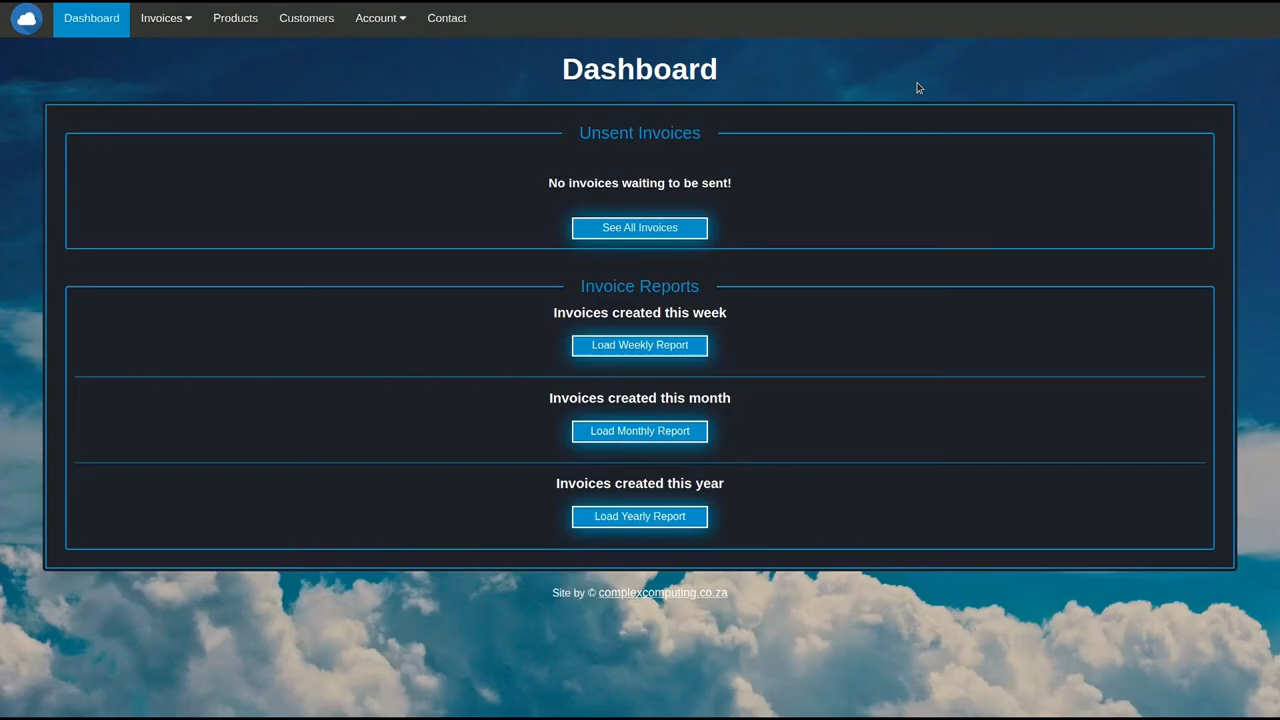 Dashboard Invoices Products Customers Account Contact
Dashboard
Unsent Invoices
No invoices waiting to be sent!
See All Invoices
Invoice Reports
Invoices created this week
Load Weekly Report
Invoices created this month
Load Monthly Report
Invoices created this year
Load Yearly Report
Site by © complexcomputing.co.za